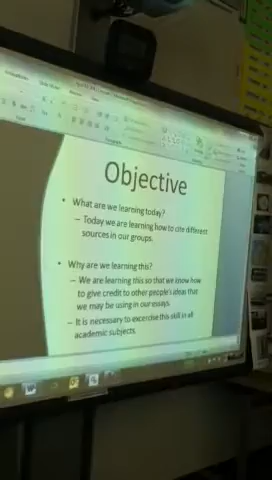 Objective
• What are we learning today?
– Today we are learning how to cite different
sources in our groups.
• Why are we learning this?
– We are learning this so that we know how
to give credit to other people's ideas that
we may be using in our essays.
– It is necessary to excercise this skill in all
academic subjects.